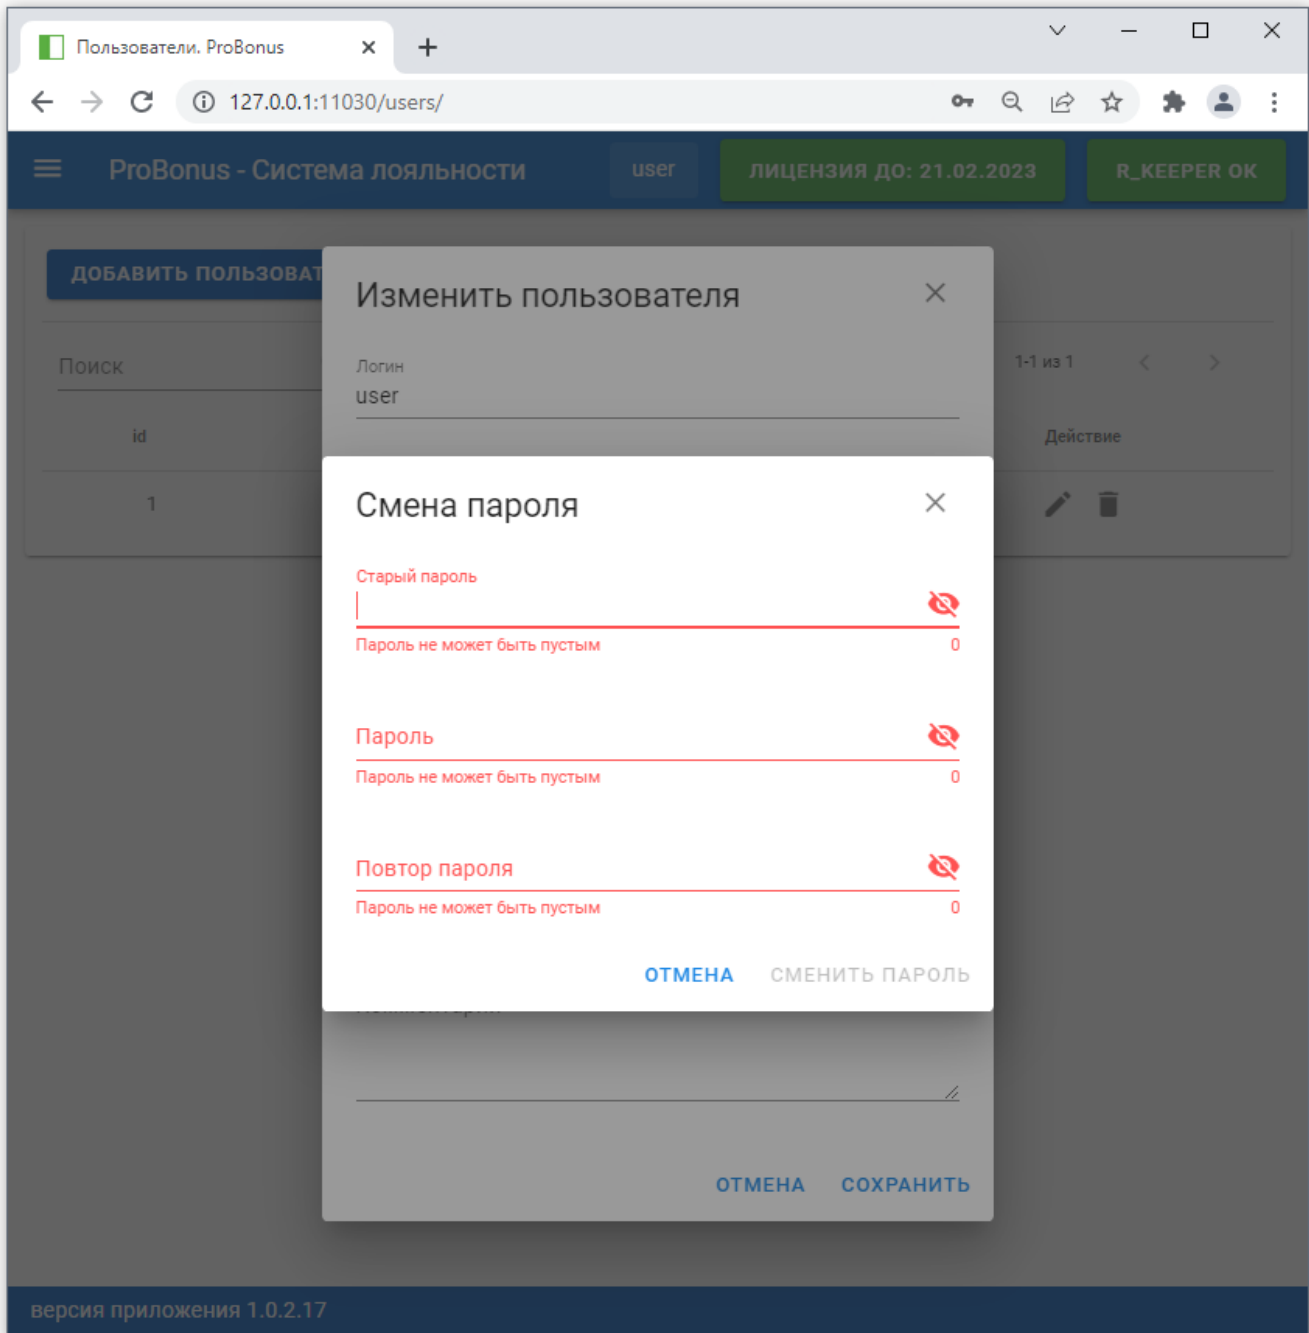 Пользователи. ProBonus
127.0.0.1:11030/users/
ProBonus - Система лояльности
user
ЛИЦЕНЗИЯ ДО: 21.02.2023
R_KEEPER OK
ДОБАВИТЬ ПОЛЬЗОВАТ
Изменить пользователя
Поиск
1-1 из 1
Логин
user
id
Действие
1
Смена пароля
Старый пароль
Пароль не может быть пустым
0
Пароль
Пароль не может быть пустым
0
Повтор пароля
Пароль не может быть пустым
0
ОТМЕНА
СМЕНИТЬ ПАРОЛЬ
ОТМЕНА
СОХРАНИТЬ
версия приложения 1.0.2.17